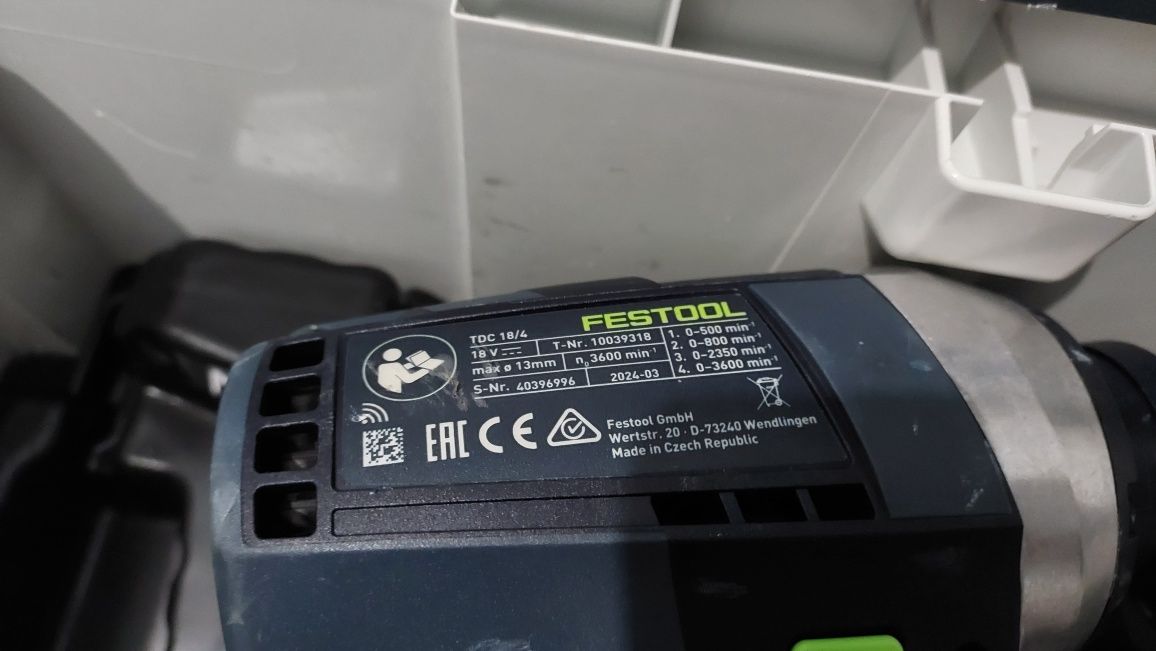 FESTOOL
TDC 18/4
18 V T-Nr. 10039318
max ø 13mm n₀ 3600 min⁻¹
S-Nr. 40396996 2024-03
1. 0-500 min⁻¹
2. 0-800 min⁻¹
3. 0-2350 min⁻¹
4. 0-3600 min⁻¹
EAC CE
Festool GmbH
Wertstr. 20 · D-73240 Wendlingen
Made in Czech Republic